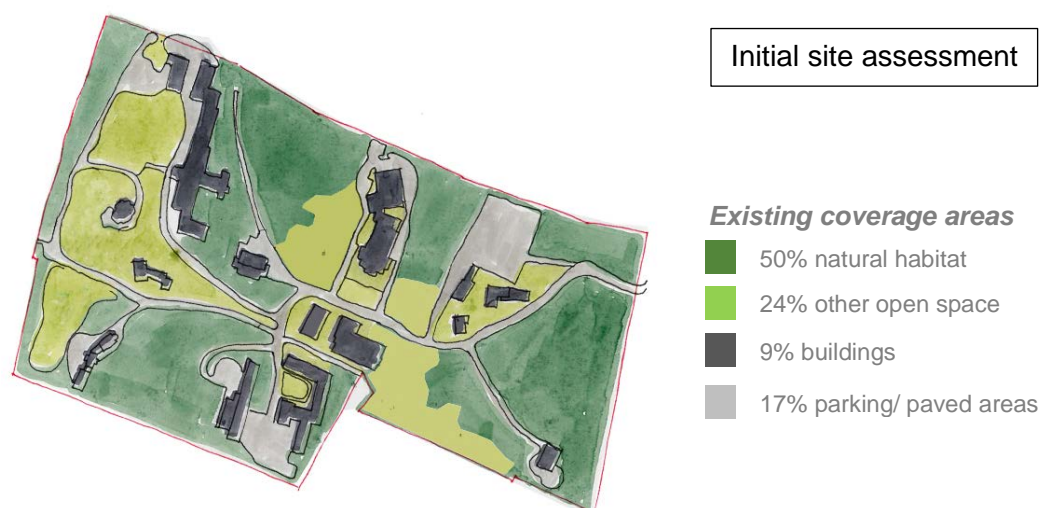 Initial site assessment
Existing coverage areas
50% natural habitat
24% other open space
9% buildings
17% parking/ paved areas